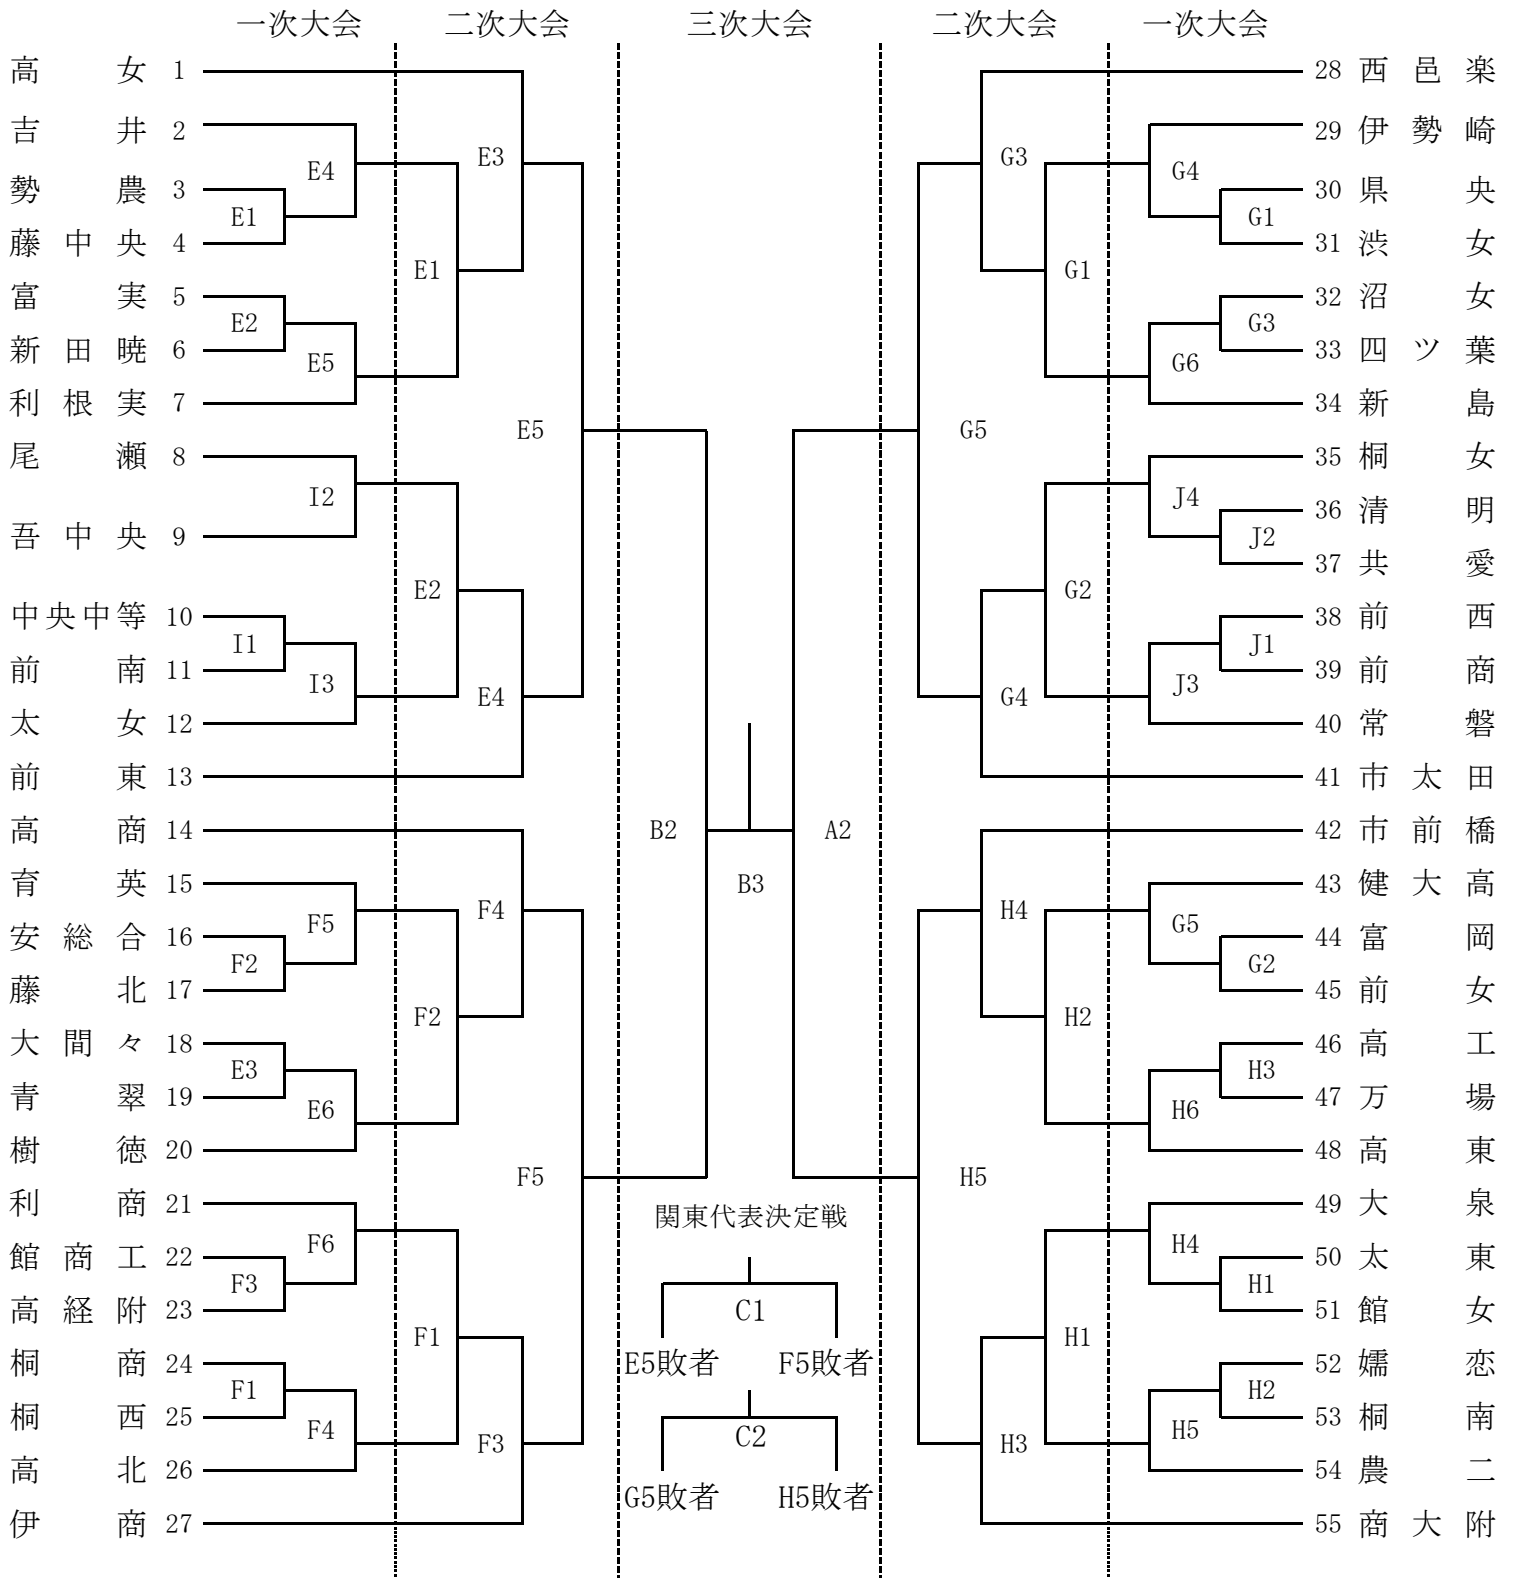 一次大会 二次大会 三次大会 二次大会 一次大会
高女 1 28 西邑楽
吉井 2 29 伊勢崎
E3 G3
E4 G4
勢農 3 30 県央
E1 G1
藤中央 4 31 渋女
E1 G1
富実 5 32 沼女
E2 G3
新田暁 6 33 四ツ葉
E5 G6
利根実 7 34 新島
E5 G5
尾瀬 8 35 桐女
I2 J4
36 清明
吾中央 9 J2
37 共愛
E2 G2
中央中等 10 38 前西
I1 J1
前南 11 39 前商
I3 J3
E4 G4
太女 12 40 常磐
前東 13 41 市太田
高商 14 B2 A2 42 市前橋
育英 15 B3 43 健大高
F4 H4
F5 G5
安総合 16 44 富岡
F2 G2
藤北 17 45 前女
F2 H2
大間々 18 46 高工
E3 H3
青翠 19 47 万場
E6 H6
樹徳 20 48 高東
F5 H5
利商 21 49 大泉
関東代表決定戦
F6 H4
館商工 22 50 太東
F3 H1
高経附 23 C1 51 館女
F1 H1
桐商 24 E5敗者 F5敗者 52 嬬恋
F1 H2
桐西 25 53 桐南
F4 C2 H5
F3 H3
高北 26 54 農二
G5敗者 H5敗者
伊商 27 55 商大附